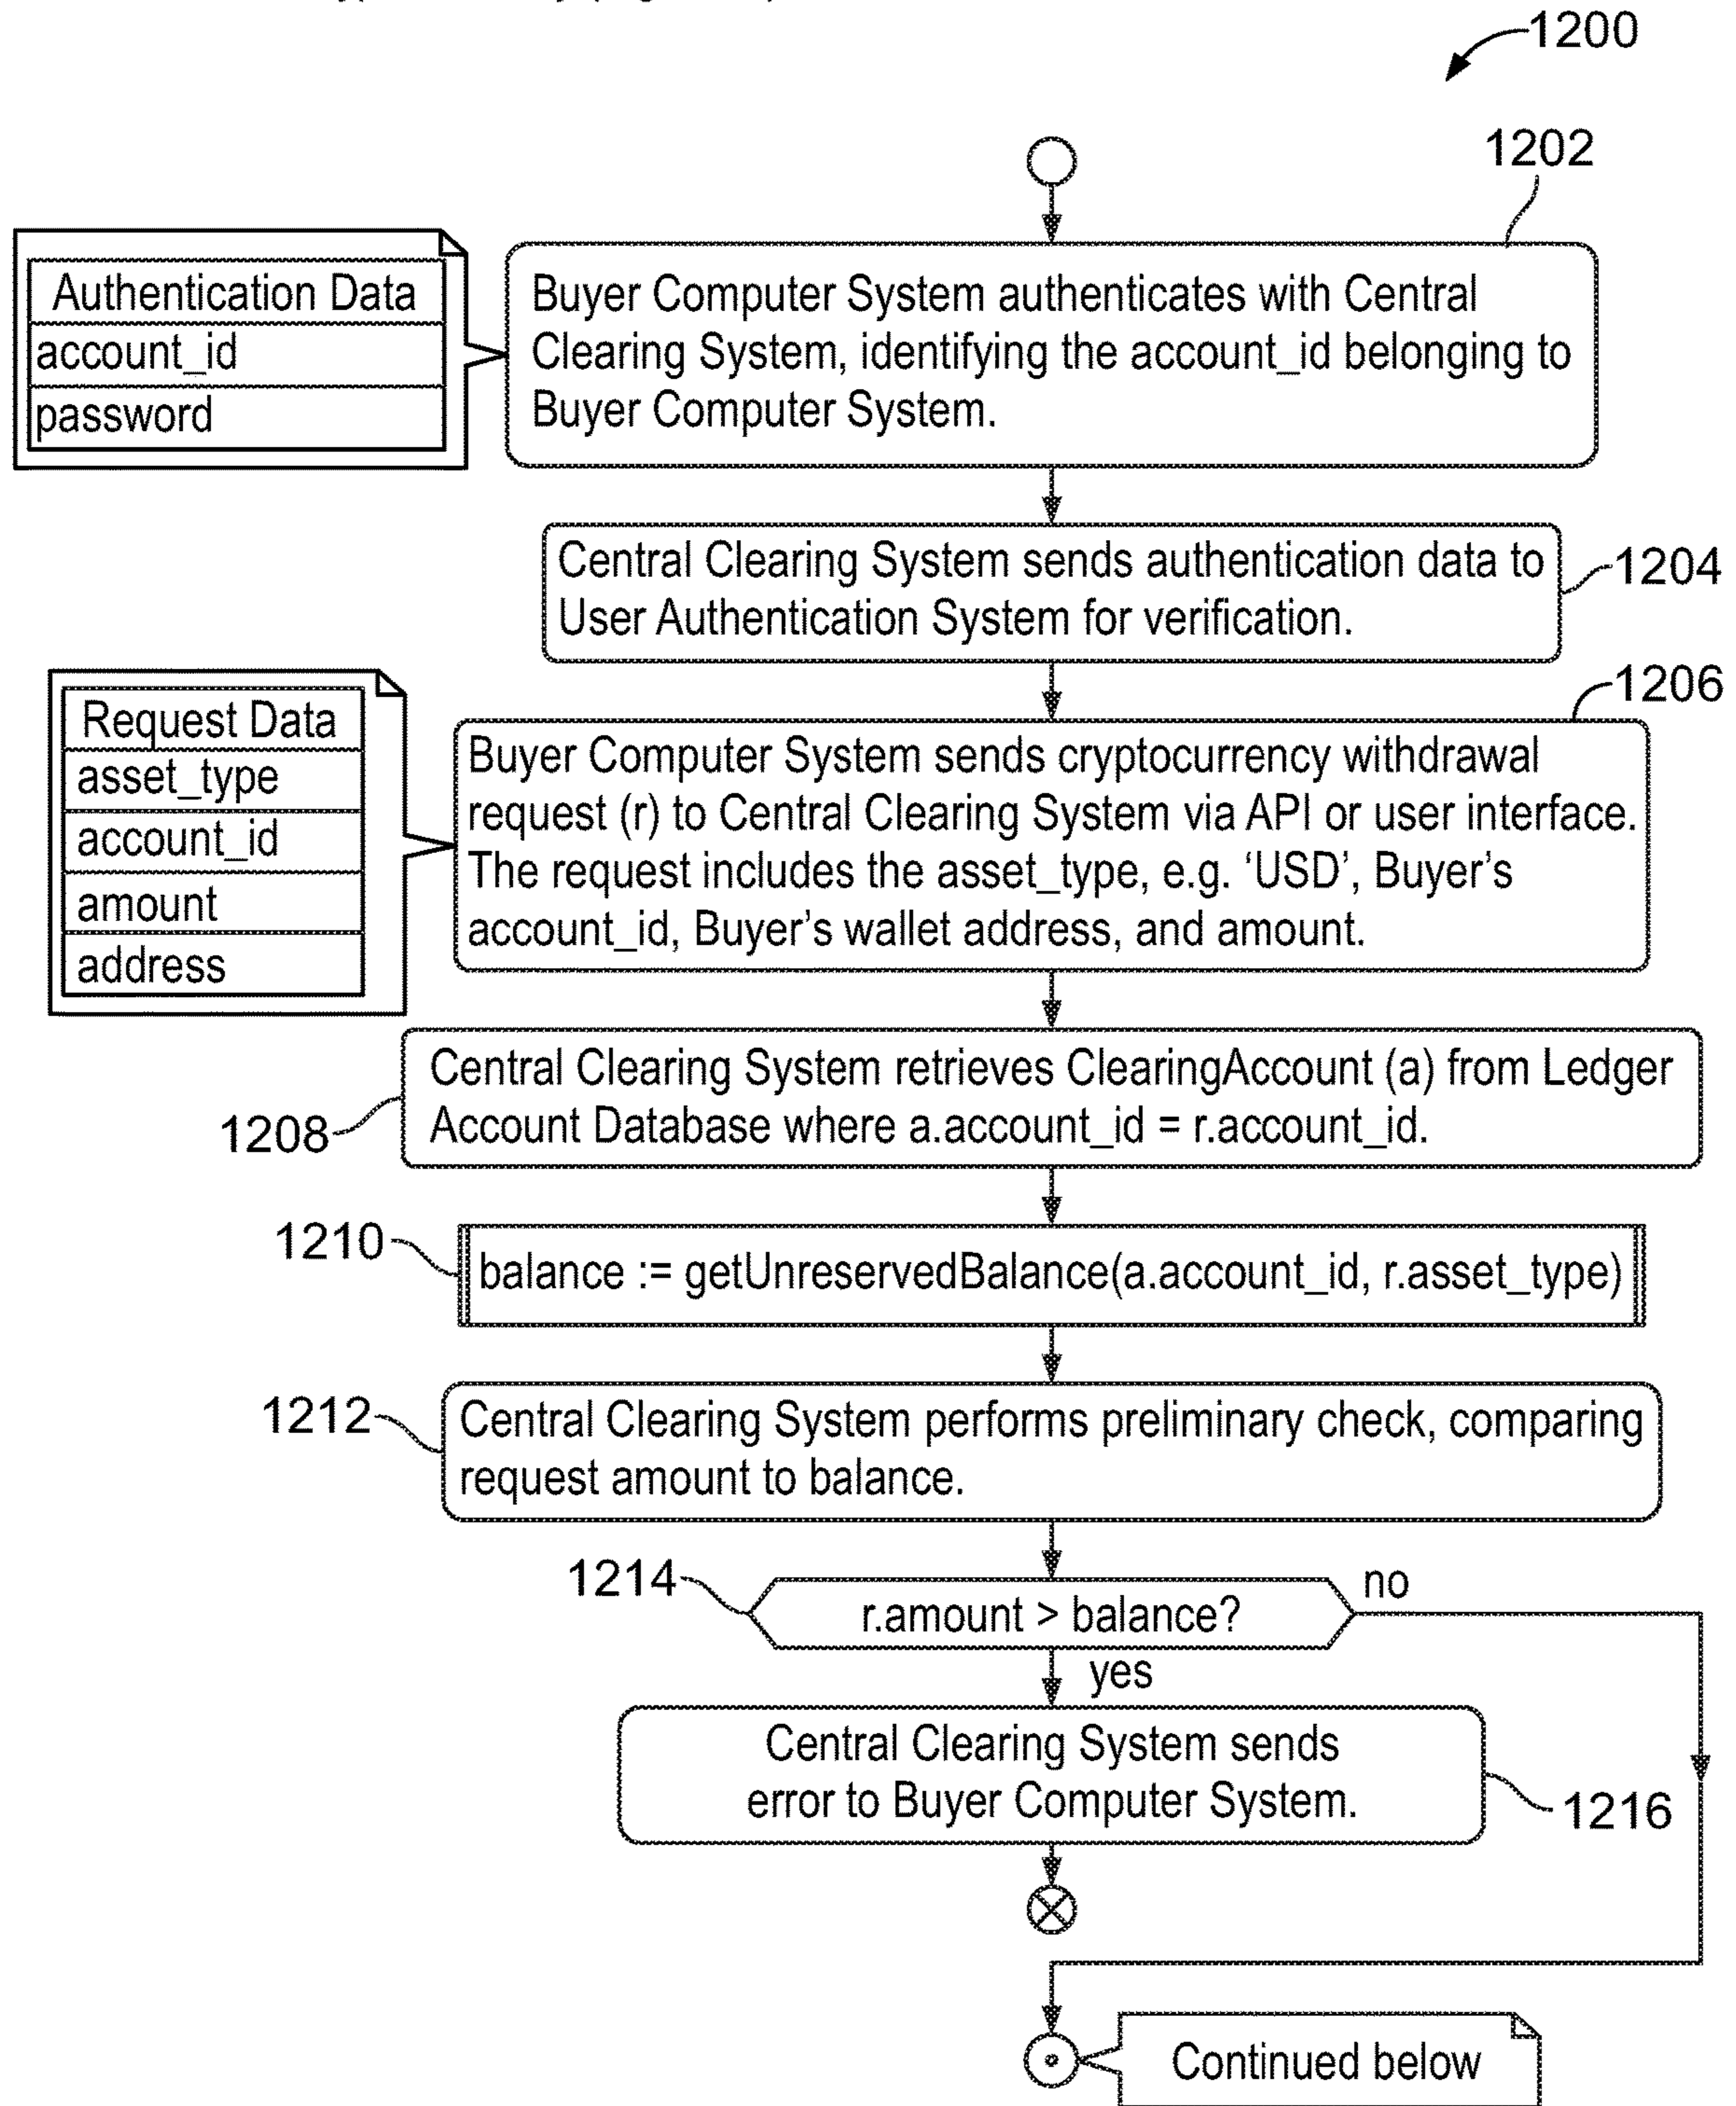 1200
1202
Authentication Data
account_id
password
Buyer Computer System authenticates with Central
Clearing System, identifying the account_id belonging to
Buyer Computer System.
Central Clearing System sends authentication data to
User Authentication System for verification.
1204
1206
Request Data
asset_type
account_id
amount
address
Buyer Computer System sends cryptocurrency withdrawal
request (r) to Central Clearing System via API or user interface.
The request includes the asset_type, e.g. ‘USD’, Buyer’s
account_id, Buyer’s wallet address, and amount.
Central Clearing System retrieves ClearingAccount (a) from Ledger
Account Database where a.account_id = r.account_id.
1208
1210
balance := getUnreservedBalance(a.account_id, r.asset_type)
1212
Central Clearing System performs preliminary check, comparing
request amount to balance.
1214
r.amount > balance?
no
yes
Central Clearing System sends
error to Buyer Computer System.
1216
Continued below